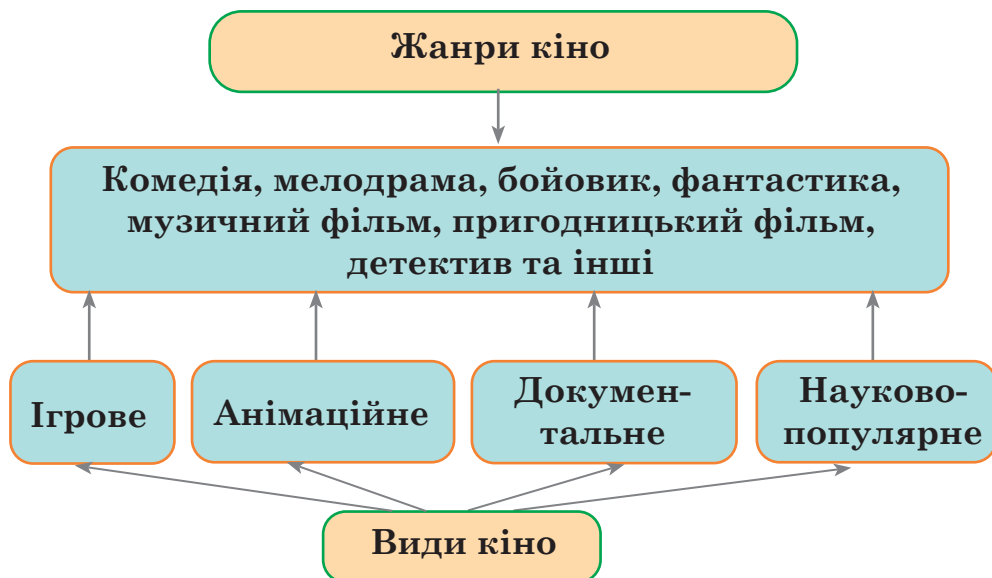 Жанри кіно
Комедія, мелодрама, бойовик, фантастика,
музичний фільм, пригодницький фільм,
детектив та інші
Ігрове
Анімаційне
Докумен-
тальне
Науково-
популярне
Види кіно